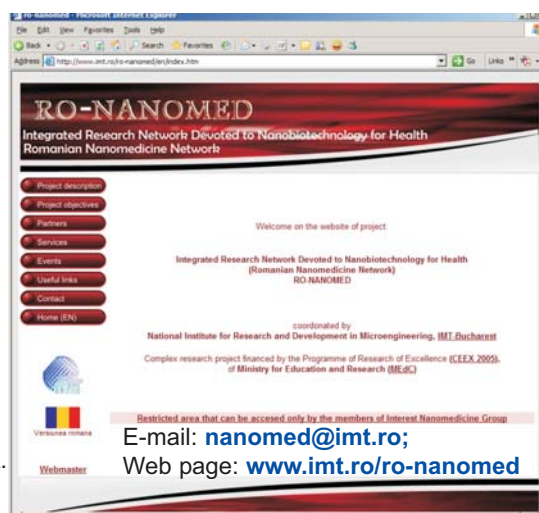 ro-nanomed - Microsoft Internet Explorer
File Edit View Favorites Tools Help
Back Search Favorites
Address http://www.imt.ro/ro-nanomed/en/index.htm Go Links »
RO-NANOMED
Integrated Research Network Devoted to Nanobiotechnology for Health
Romanian Nanomedicine Network
Project description
Project objectives
Partners
Services
Events
Useful links
Contact
Home (EN)
Welcome on the website of project:
Integrated Research Network Devoted to Nanobiotechnology for Health
(Romanian Nanomedicine Network)
RO-NANOMED
coordonated by
National Institute for Research and Development in Microengineering, IMT-Bucharest
Complex research project financed by the Programme of Research of Excellence (CEEX 2005),
of Ministry for Education and Research (MEdC)
Restricted area that can be accesed only by the members of Interest Nanomedicine Group
Versiunea romana
Webmaster
E-mail: nanomed@imt.ro;
Web page: www.imt.ro/ro-nanomed